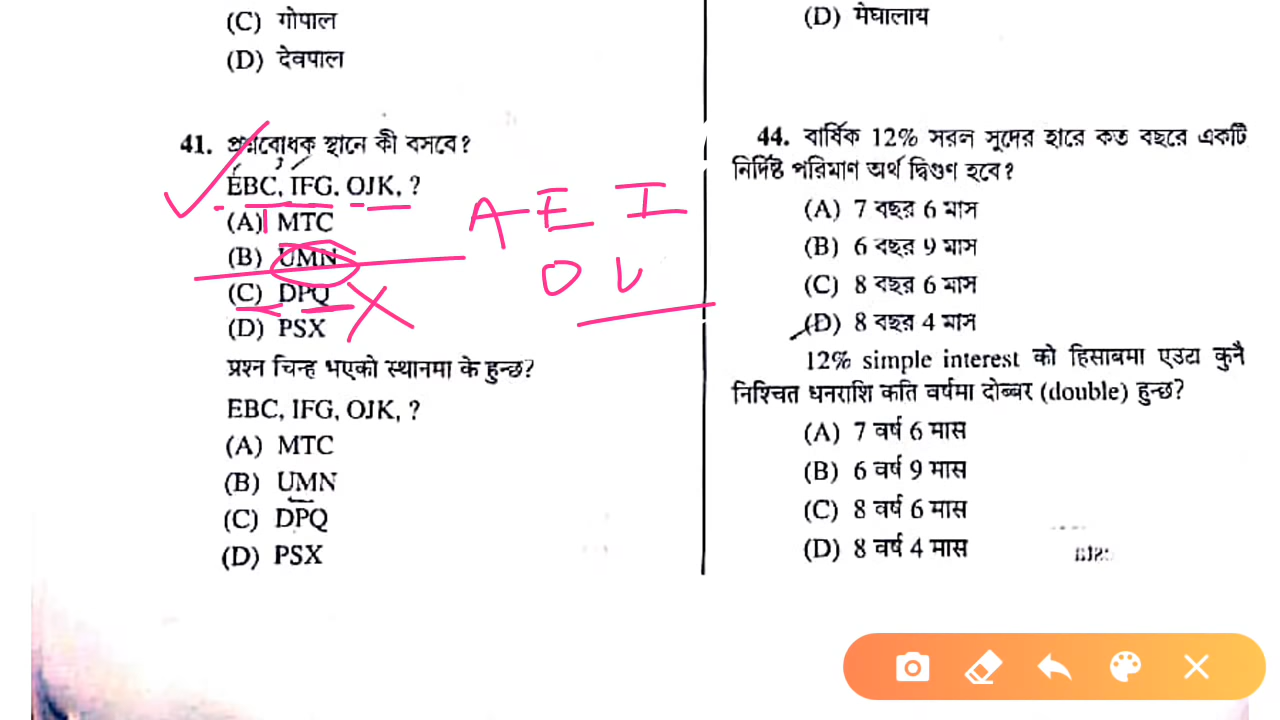 (C) गोपाल
(D) देवपाल
41. প্রশ্নবোধক স্থানে কী বসবে?
EBC, IFG, OJK, ?
(A) MTC
(B) UMN
(C) DPQ
(D) PSX
प्रश्न चिन्ह भएको स्थानमा के हुन्छ?
EBC, IFG, OJK, ?
(A) MTC
(B) UMN
(C) DPQ
(D) PSX
A E I
O U
(D) मेघालाय
44. বার্ষিক 12% সরল সুদের হারে কত বছরে একটি
নির্দিষ্ট পরিমাণ অর্থ দ্বিগুণ হবে?
(A) 7 বছর 6 মাস
(B) 6 বছর 9 মাস
(C) 8 বছর 6 মাস
(D) 8 বছর 4 মাস
12% simple interest को हिसाबमा एउटा कुनै
निश्चित धनराशि कति वर्षमा दोब्बर (double) हुन्छ?
(A) 7 वर्ष 6 मास
(B) 6 वर्ष 9 मास
(C) 8 वर्ष 6 मास
(D) 8 वर्ष 4 मास